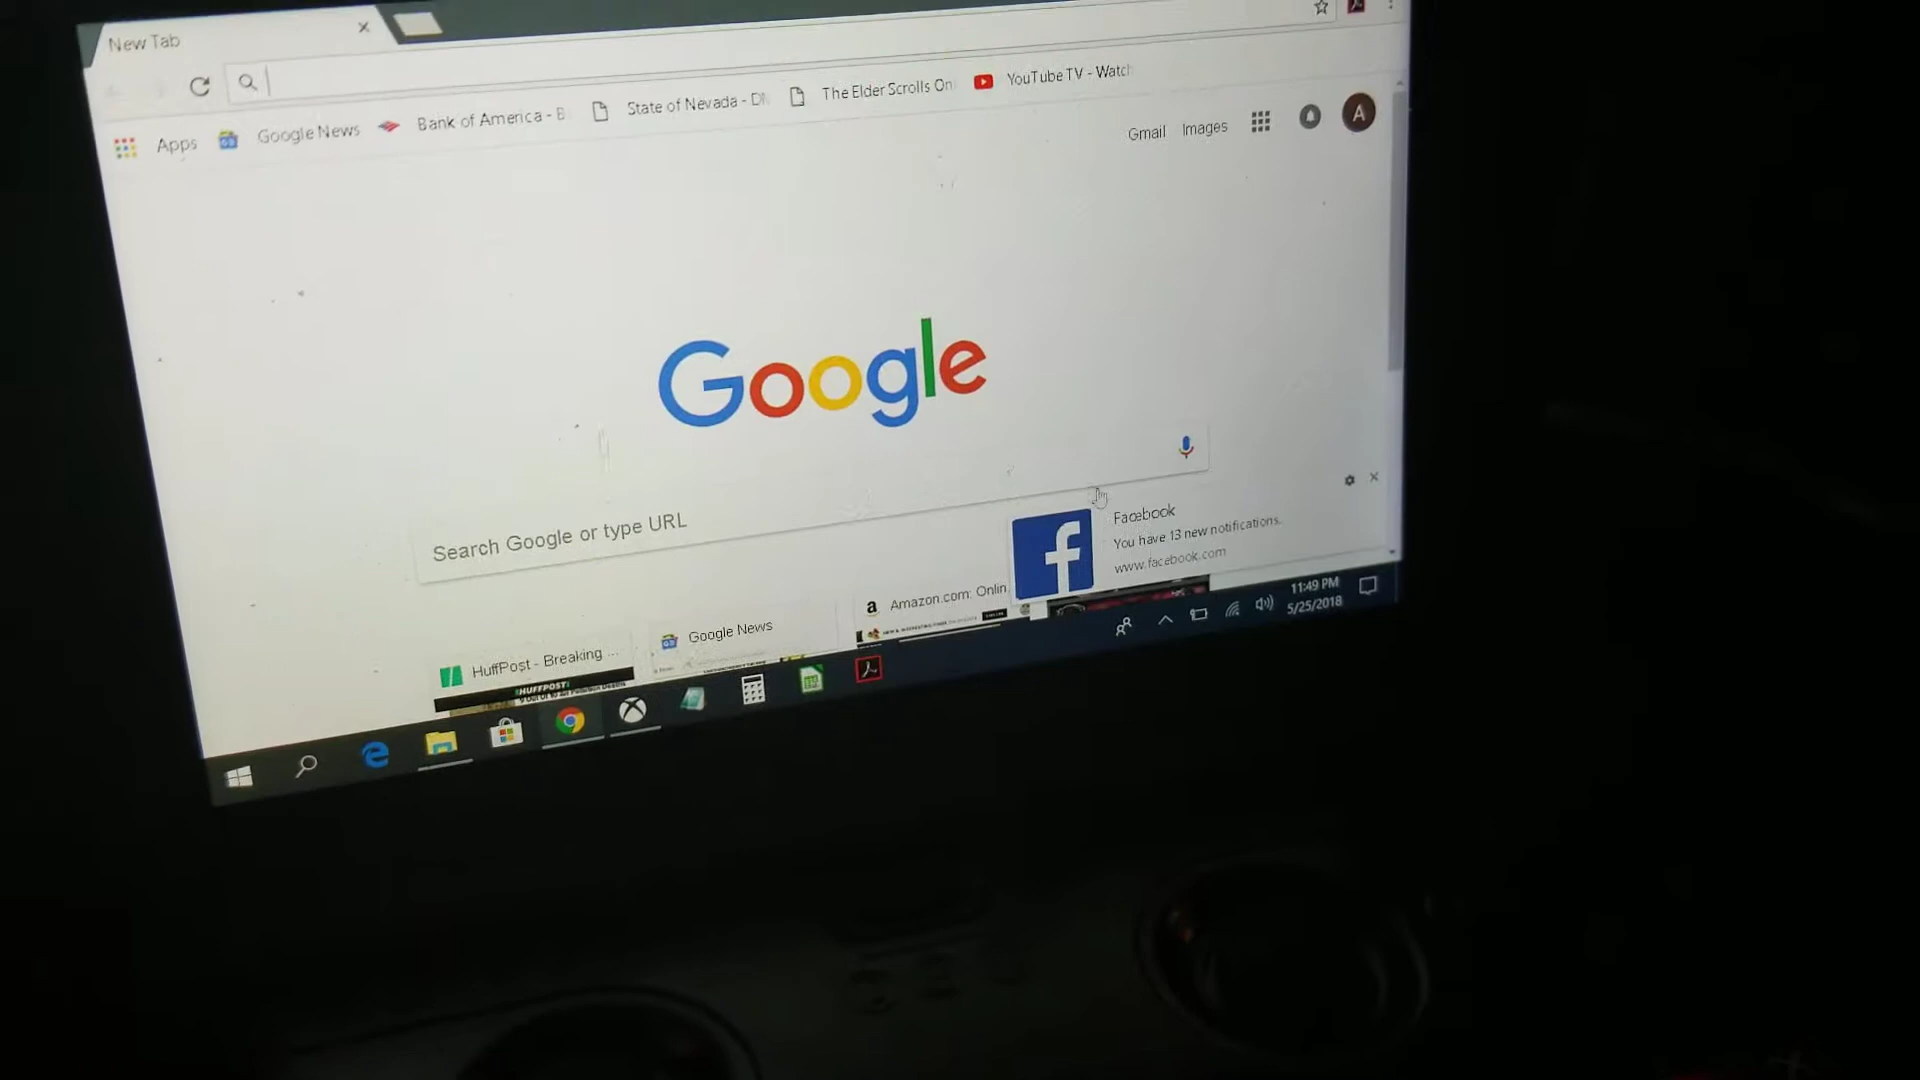 New Tab
Apps
Google News
Bank of America - B
State of Nevada - DM
The Elder Scrolls On
YouTube TV - Watch
Gmail
Images
A
Google
Search Google or type URL
Facebook
You have 13 new notifications.
www.facebook.com
HuffPost - Breaking ...
Google News
Amazon.com: Onlin
HUFFPOST
11:49 PM
5/25/2018